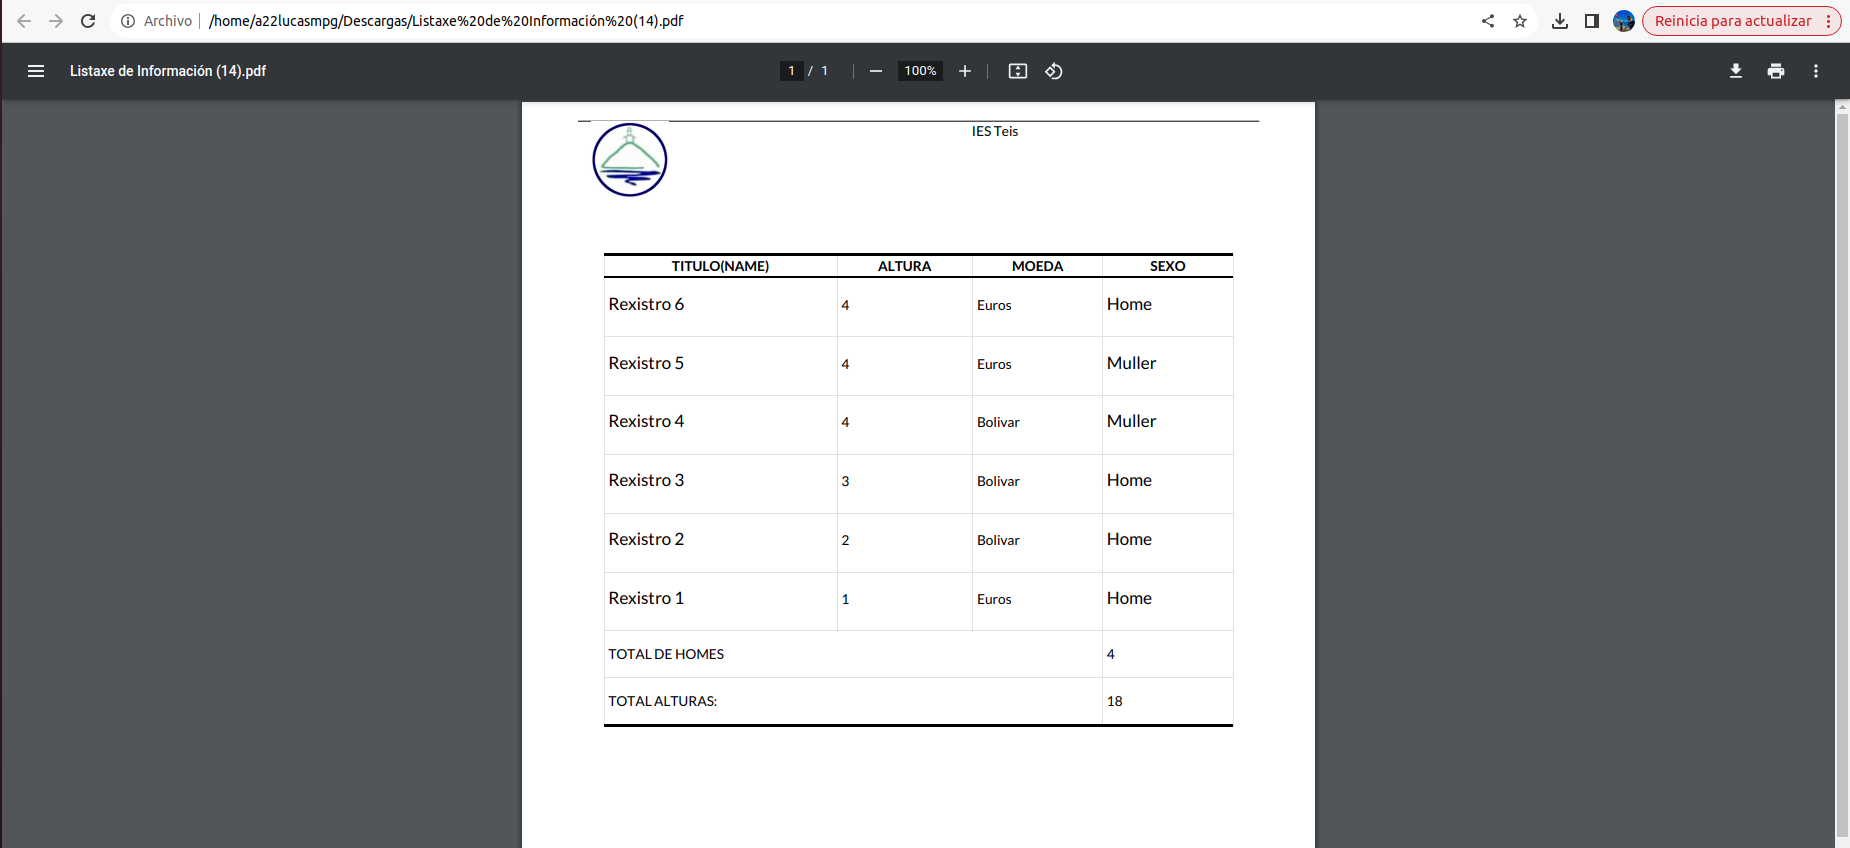 Archivo /home/a22lucasmpg/Descargas/Listaxe%20de%20Información%20(14).pdf Reinicia para actualizar
Listaxe de Información (14).pdf 1 / 1 100%
IES Teis
TITULO(NAME) ALTURA MOEDA SEXO
Rexistro 6 4 Euros Home
Rexistro 5 4 Euros Muller
Rexistro 4 4 Bolivar Muller
Rexistro 3 3 Bolivar Home
Rexistro 2 2 Bolivar Home
Rexistro 1 1 Euros Home
TOTAL DE HOMES 4
TOTAL ALTURAS: 18